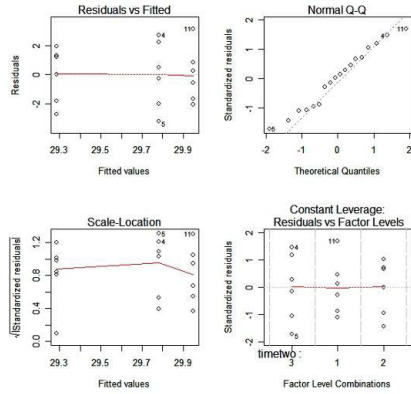 Residuals vs Fitted
Residuals
2
0
-2
4
110
5
29.3 29.5 29.7 29.9
Fitted values
Normal Q-Q
Standardized residuals
2
1
0
-1
5
4
110
-2 -1 0 1 2
Theoretical Quantiles
Scale-Location
√|Standardized residuals|
1.2
0.8
0.4
0.0
5
4
110
29.3 29.5 29.7 29.9
Fitted values
Constant Leverage:
Residuals vs Factor Levels
Standardized residuals
2
1
0
-1
-2
4
110
5
timetwo :
3 1 2
Factor Level Combinations